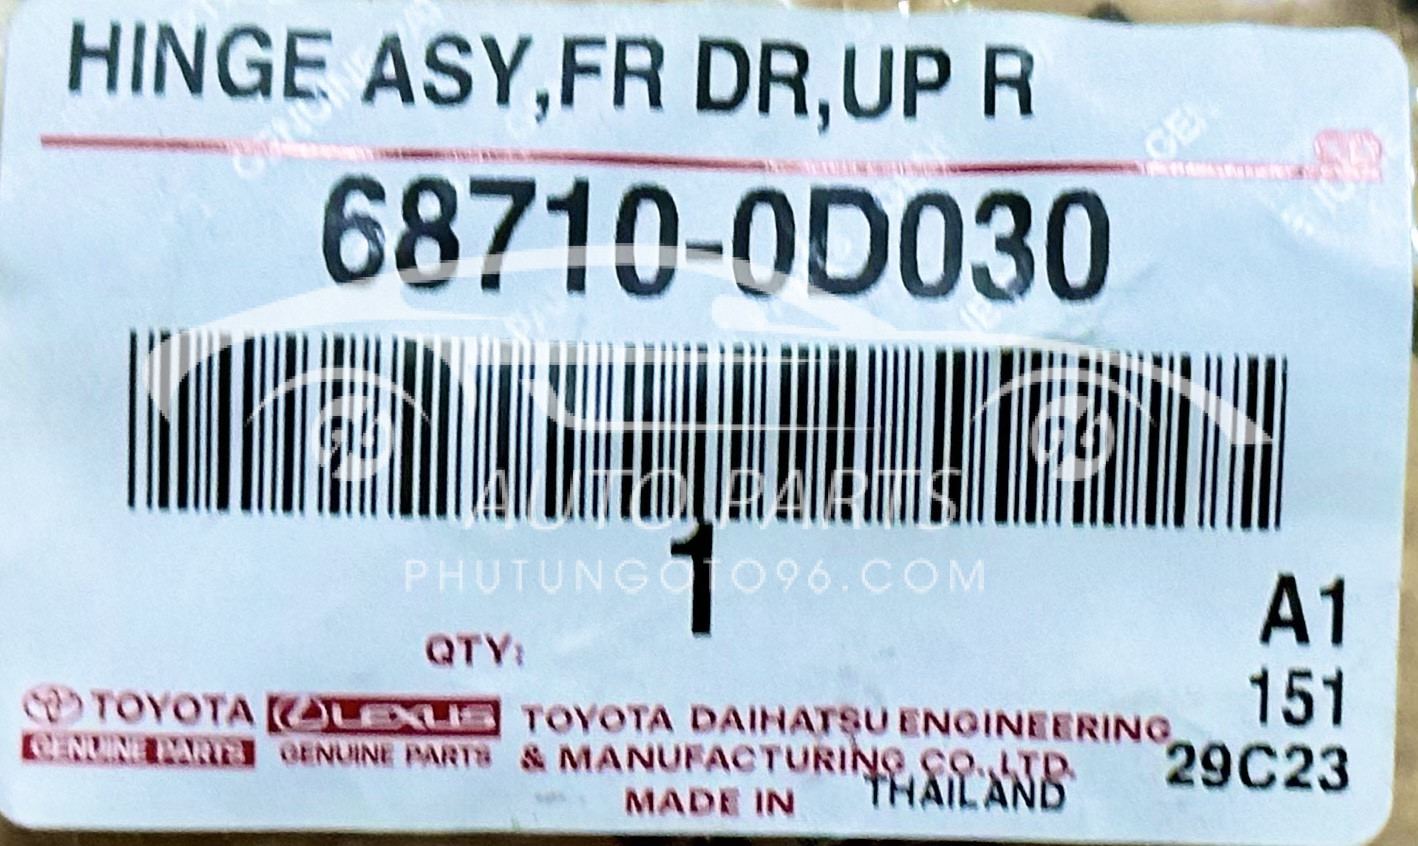 HINGE ASY,FR DR,UP R
68710-0D030
AUTO PARTS
1
PHUTUNGOTO96.COM
A1
QTY:
151
TOYOTA LEXUS TOYOTA DAIHATSU ENGINEERING
GENUINE PARTS GENUINE PARTS & MANUFACTURING CO.,LTD.
29C23
MADE IN THAILAND